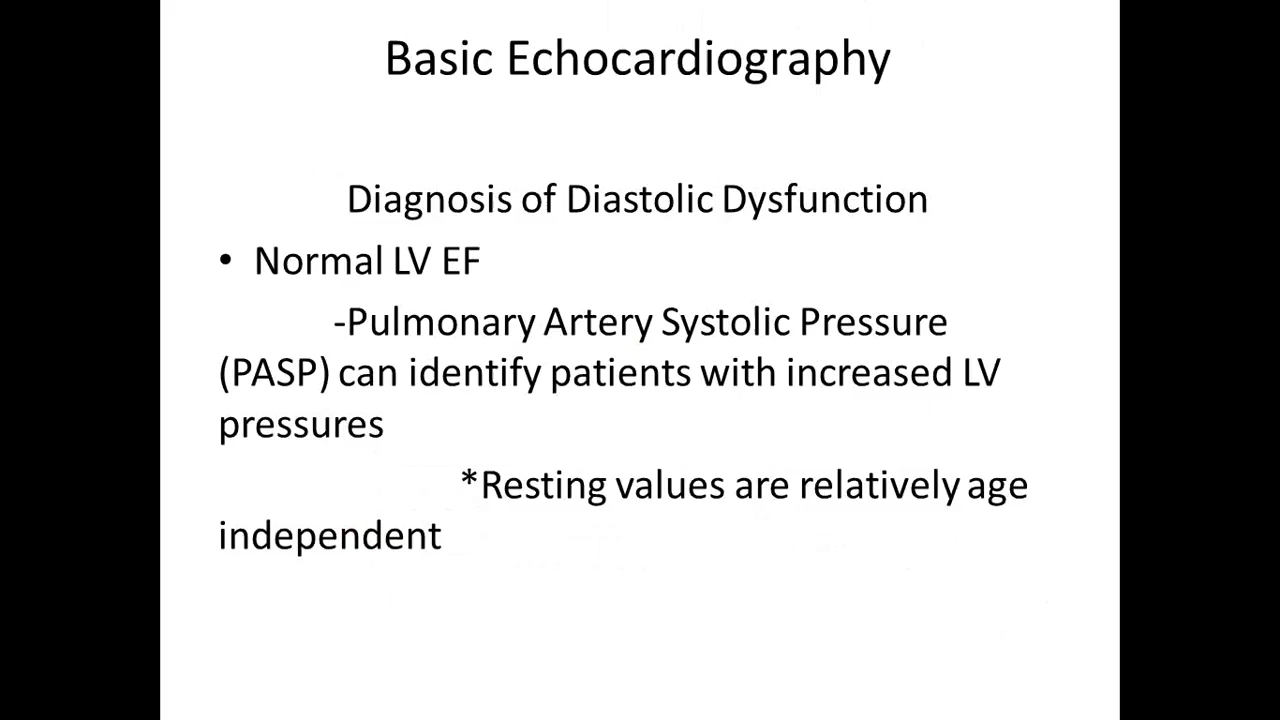 Basic Echocardiography
Diagnosis of Diastolic Dysfunction
• Normal LV EF
-Pulmonary Artery Systolic Pressure
(PASP) can identify patients with increased LV
pressures
*Resting values are relatively age
independent